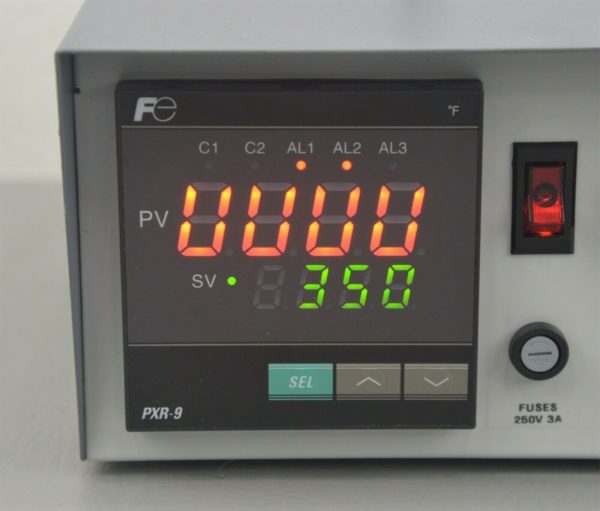 Fe
°F
C1 C2 AL1 AL2 AL3
PV UUUU
SV 350
SEL
PXR-9
FUSES
250V 3A